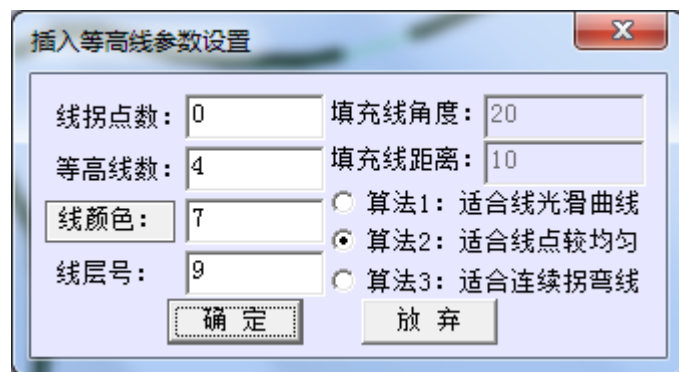 插入等高线参数设置
线拐点数: 0 填充线角度: 20
等高线数: 4 填充线距离: 10
线颜色: 7 算法1: 适合线光滑曲线
算法2: 适合线点较均匀
线层号: 9 算法3: 适合连续拐弯线
确 定 放 弃